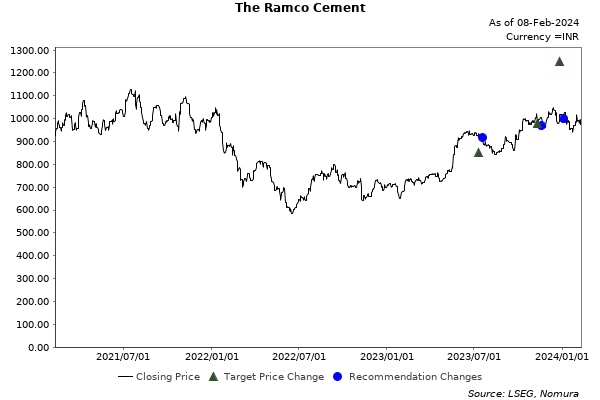 The Ramco Cement
As of 08-Feb-2024
Currency =INR
1300.00
1200.00
1100.00
1000.00
900.00
800.00
700.00
600.00
500.00
400.00
300.00
200.00
100.00
0.00
2021/07/01 2022/01/01 2022/07/01 2023/01/01 2023/07/01 2024/01/01
Closing Price Target Price Change Recommendation Changes
Source: LSEG, Nomura